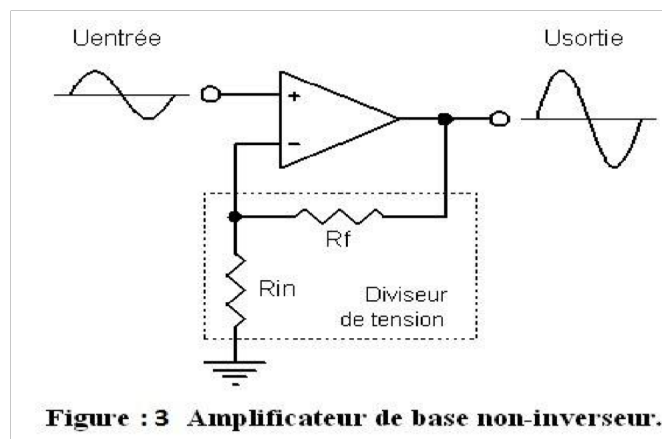 Uentrée
Usortie
+
−
Rf
Rin
Diviseur
de tension
Figure : 3 Amplificateur de base non-inverseur.